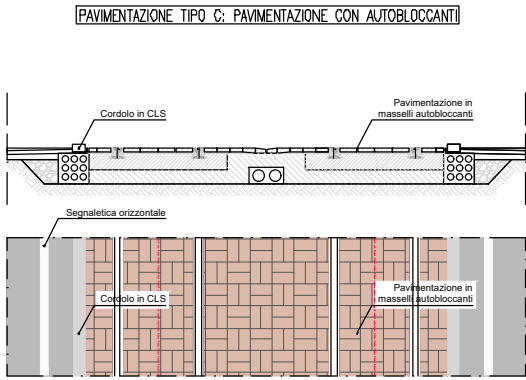 PAVIMENTAZIONE TIPO C: PAVIMENTAZIONE CON AUTOBLOCCANTI
Cordolo in CLS
Pavimentazione in
masselli autobloccanti
Segnaletica orizzontale
Cordolo in CLS
Pavimentazione in
masselli autobloccanti